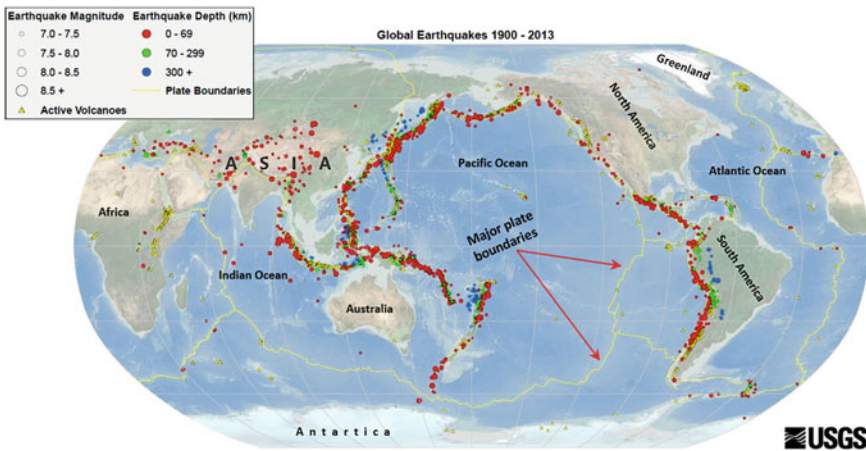 Global Earthquakes 1900 - 2013
Earthquake Magnitude
7.0 - 7.5
7.5 - 8.0
8.0 - 8.5
8.5 +
Active Volcanoes
Earthquake Depth (km)
0 - 69
70 - 299
300 +
Plate Boundaries
Greenland
North America
ASIA
Pacific Ocean
Atlantic Ocean
Africa
Major plate
boundaries
South America
Indian Ocean
Australia
Antartica
USGS